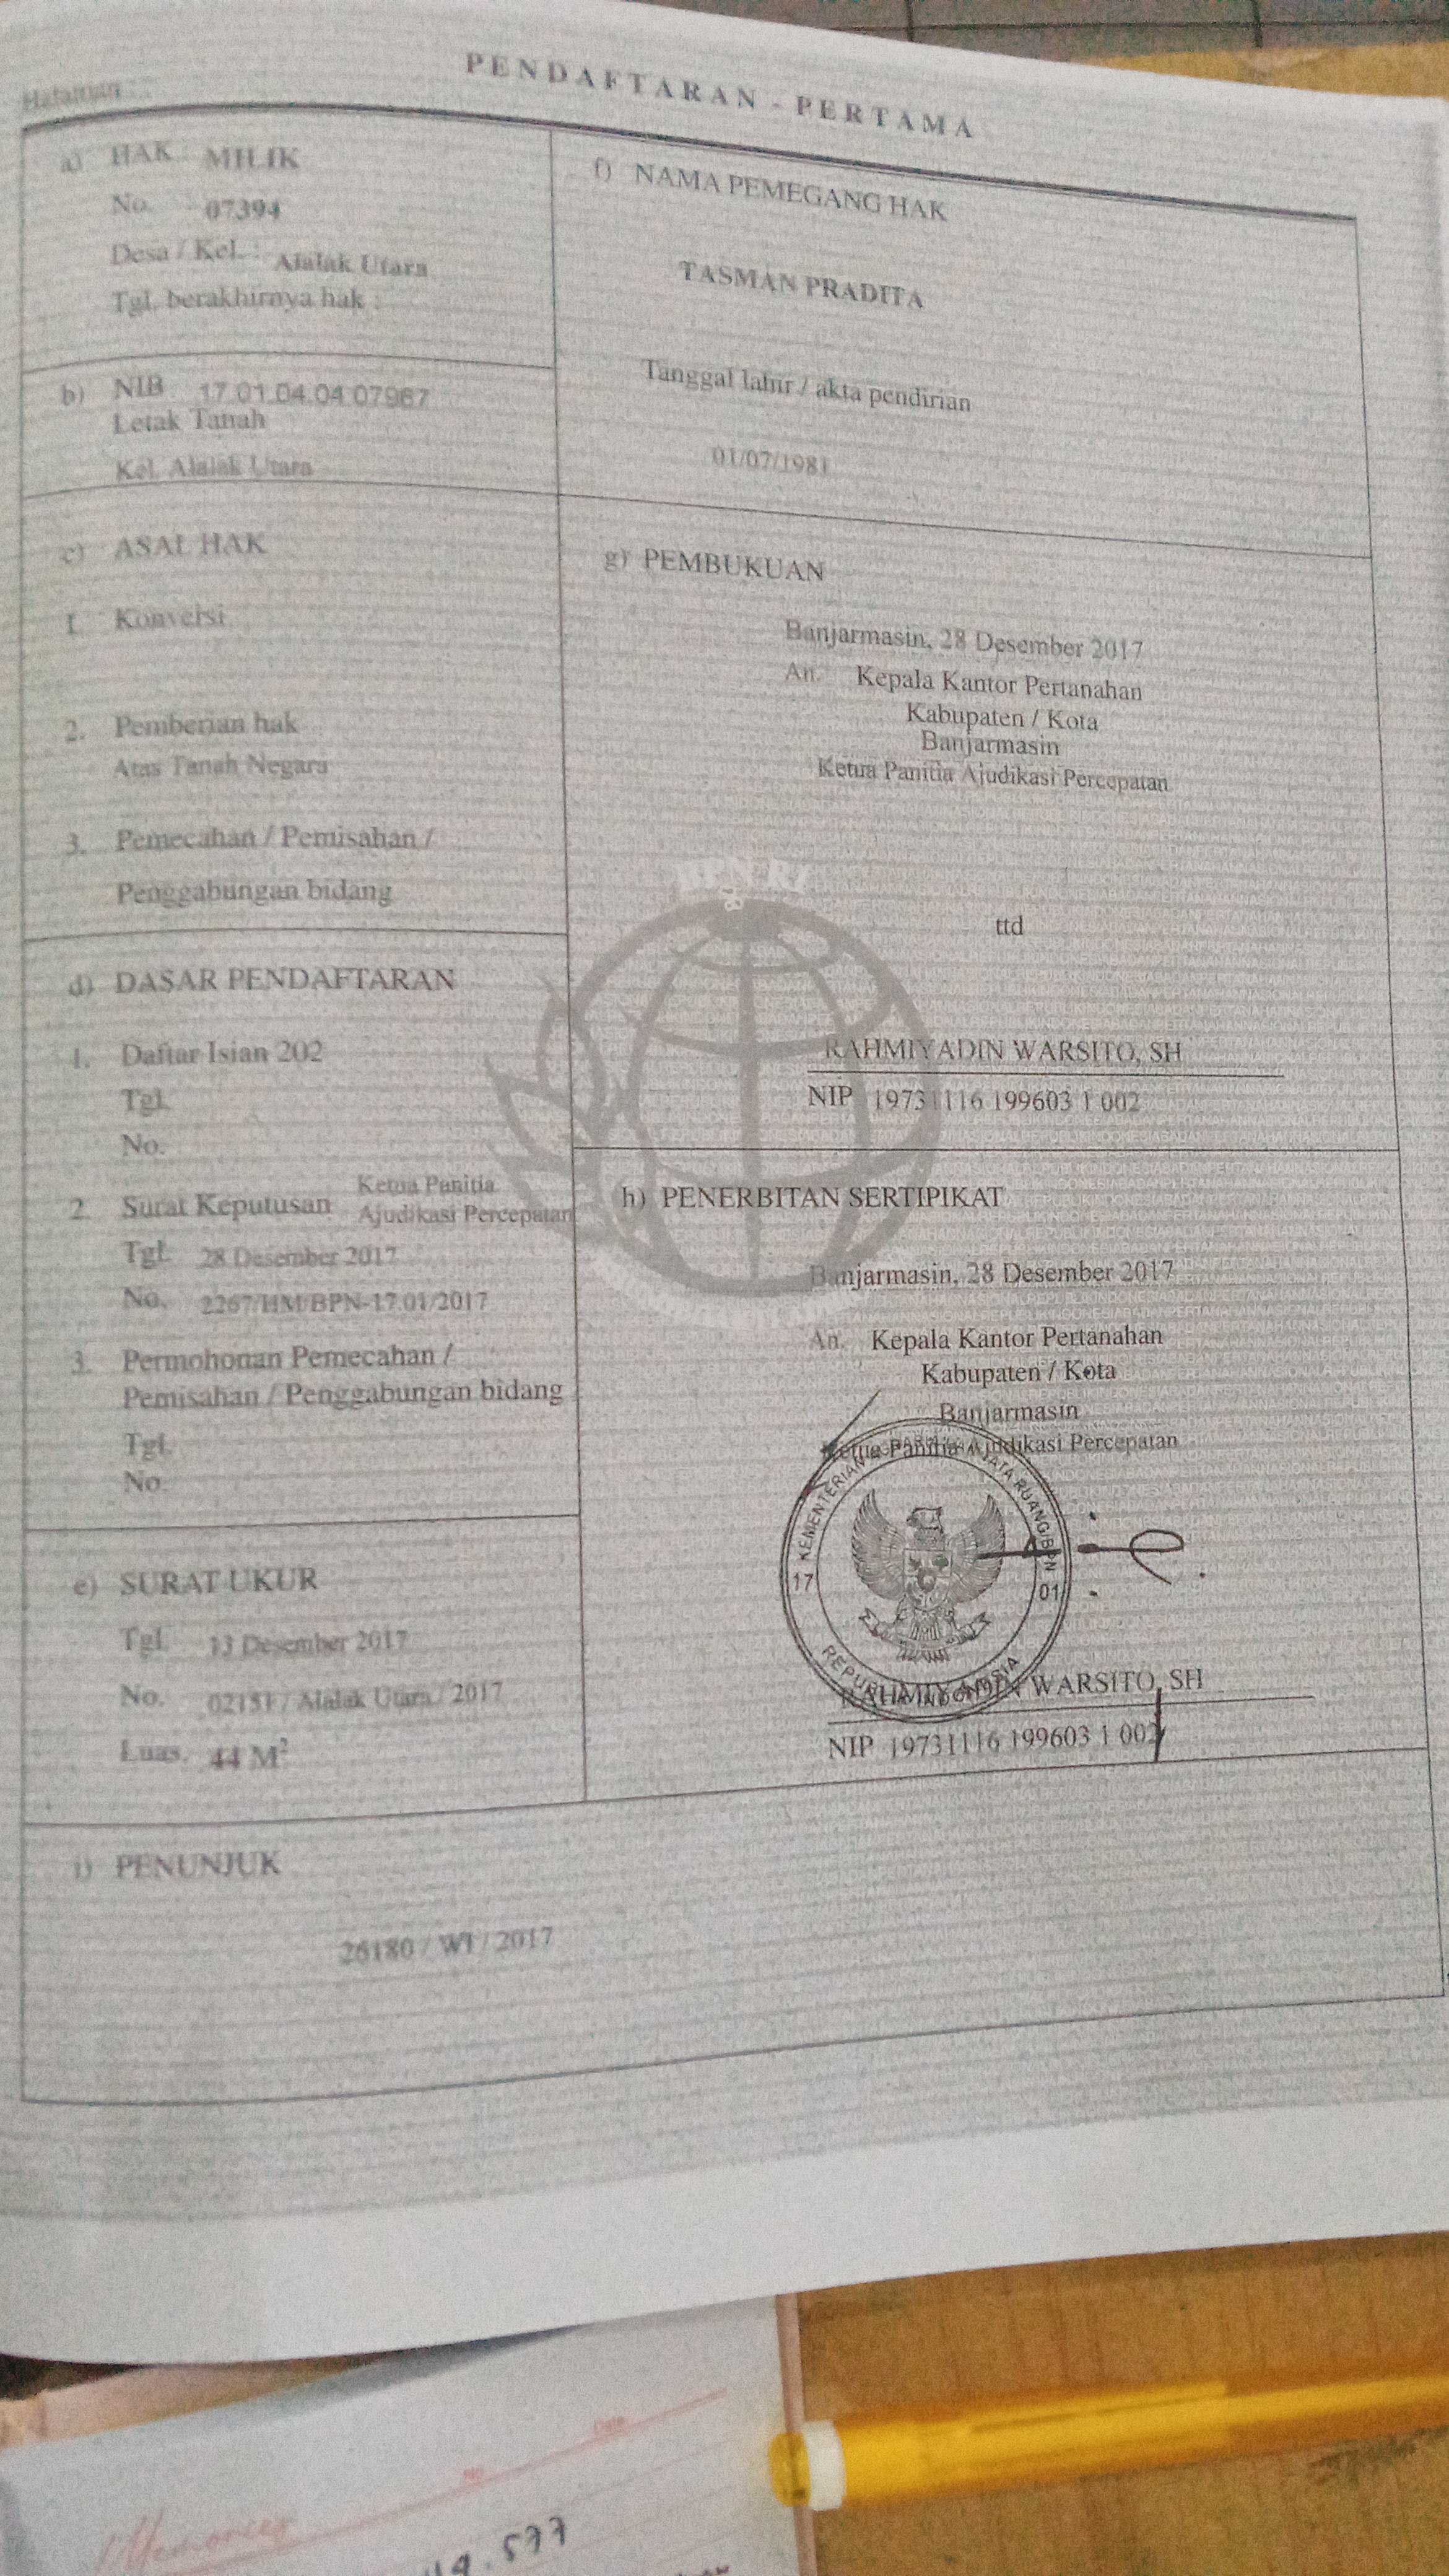 PENDAFTARAN - PERTAMA
Halaman :
a) HAK : MILIK
No. 07394
Desa / Kel. : Alalak Utara
Tgl. berakhirnya hak :
b) NIB 17.01.04.04.07967
Letak Tanah
Kel. Alalak Utara
c) ASAL HAK
1. Konversi
2. Pemberian hak
Atas Tanah Negara
3. Pemecahan / Pemisahan /
Penggabungan bidang
d) DASAR PENDAFTARAN
1. Daftar Isian 202
Tgl.
No.
2. Surat Keputusan Ketua Panitia
Ajudikasi Percepatan
Tgl. 28 Desember 2017
No. 2267/HM/BPN-17.01/2017
3. Permohonan Pemecahan /
Pemisahan / Penggabungan bidang
Tgl.
No.
e) SURAT UKUR
Tgl. 13 Desember 2017
No. 02151 / Alalak Utara / 2017
Luas. 44 M²
f) NAMA PEMEGANG HAK
TASMAN PRADITA
Tanggal lahir / akta pendirian
01/07/1981
g) PEMBUKUAN
Banjarmasin, 28 Desember 2017
An. Kepala Kantor Pertanahan
Kabupaten / Kota
Banjarmasin
Ketua Panitia Ajudikasi Percepatan
BPN RI
ttd
RAHMIYADIN WARSITO, SH
NIP 19731116 199603 1 002
h) PENERBITAN SERTIPIKAT
Banjarmasin, 28 Desember 2017
An. Kepala Kantor Pertanahan
Kabupaten / Kota
Banjarmasin
Ketua Panitia Ajudikasi Percepatan
KEMENTERIAN TATA RUANG/BPN
17 01
REPUBLIK INDONESIA
RAHMIYADIN WARSITO, SH
NIP 19731116 199603 1 002
i) PENUNJUK
26180 / WI / 2017
No
Date
Memories
.577